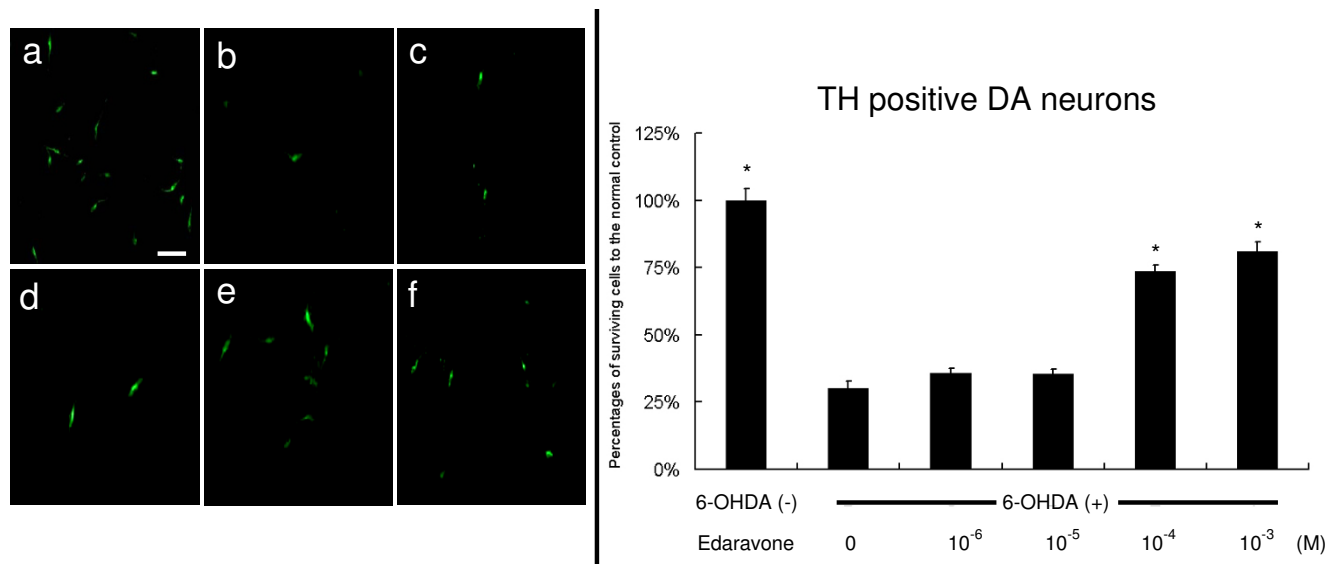 a
b
c
d
e
f
TH positive DA neurons
Percentages of surviving cells to the normal control
125%
100%
75%
50%
25%
0%
*
*
*
6-OHDA (-)
6-OHDA (+)
Edaravone 0 10-6 10-5 10-4 10-3 (M)